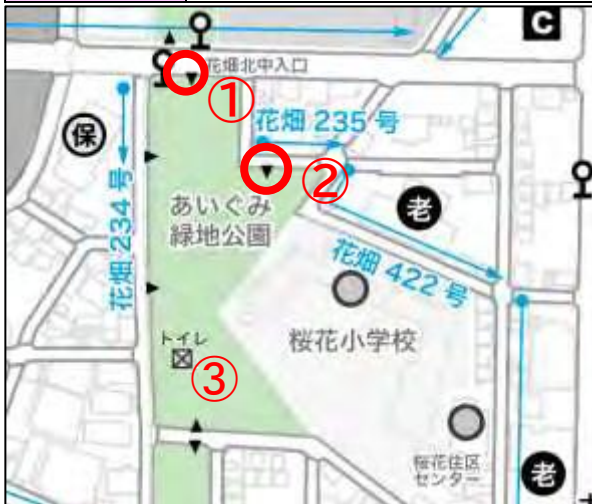 C
花畑北中入口
①
保
花畑 235 号
②
老
あいぐみ
緑地公園
花畑 234 号
花畑 422 号
トイレ
桜花小学校
③
桜花住区
センター
老